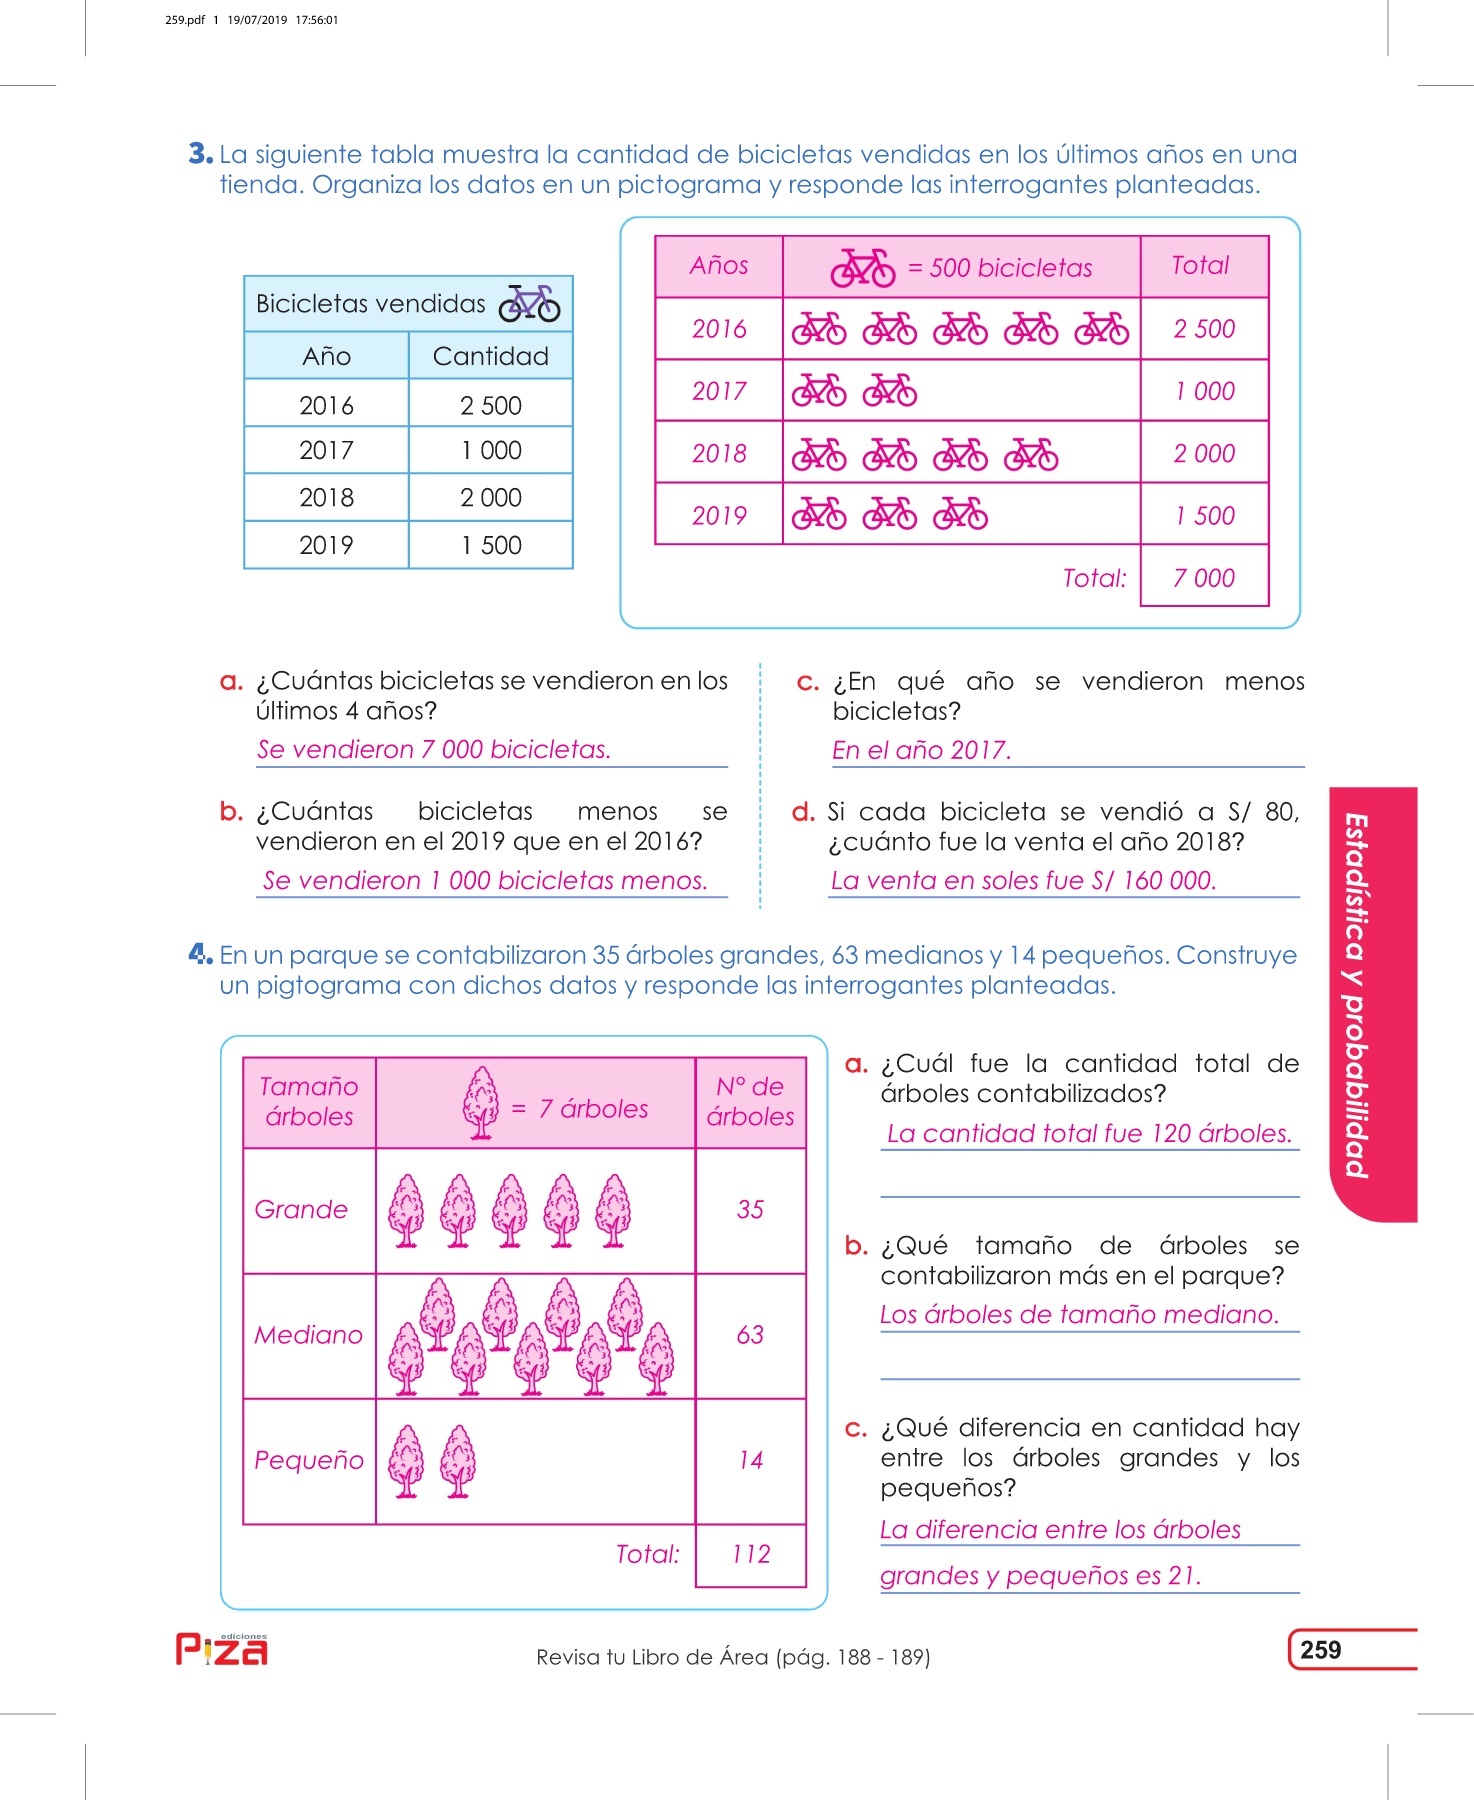 259.pdf 1 19/07/2019 17:56:01
3. La siguiente tabla muestra la cantidad de bicicletas vendidas en los últimos años en una
tienda. Organiza los datos en un pictograma y responde las interrogantes planteadas.
Bicicletas vendidas
Año Cantidad
2016 2 500
2017 1 000
2018 2 000
2019 1 500
Años = 500 bicicletas Total
2016 2 500
2017 1 000
2018 2 000
2019 1 500
Total: 7 000
a. ¿Cuántas bicicletas se vendieron en los
últimos 4 años?
Se vendieron 7 000 bicicletas.
b. ¿Cuántas bicicletas menos se
vendieron en el 2019 que en el 2016?
Se vendieron 1 000 bicicletas menos.
c. ¿En qué año se vendieron menos
bicicletas?
En el año 2017.
d. Si cada bicicleta se vendió a S/ 80,
¿cuánto fue la venta el año 2018?
La venta en soles fue S/ 160 000.
4. En un parque se contabilizaron 35 árboles grandes, 63 medianos y 14 pequeños. Construye
un pigtograma con dichos datos y responde las interrogantes planteadas.
Tamaño
árboles
= 7 árboles
N° de
árboles
Grande 35
Mediano 63
Pequeño 14
Total: 112
a. ¿Cuál fue la cantidad total de
árboles contabilizados?
La cantidad total fue 120 árboles.
b. ¿Qué tamaño de árboles se
contabilizaron más en el parque?
Los árboles de tamaño mediano.
c. ¿Qué diferencia en cantidad hay
entre los árboles grandes y los
pequeños?
La diferencia entre los árboles
grandes y pequeños es 21.
Estadística y probabilidad
ediciones
Piza
Revisa tu Libro de Área (pág. 188 - 189)
259